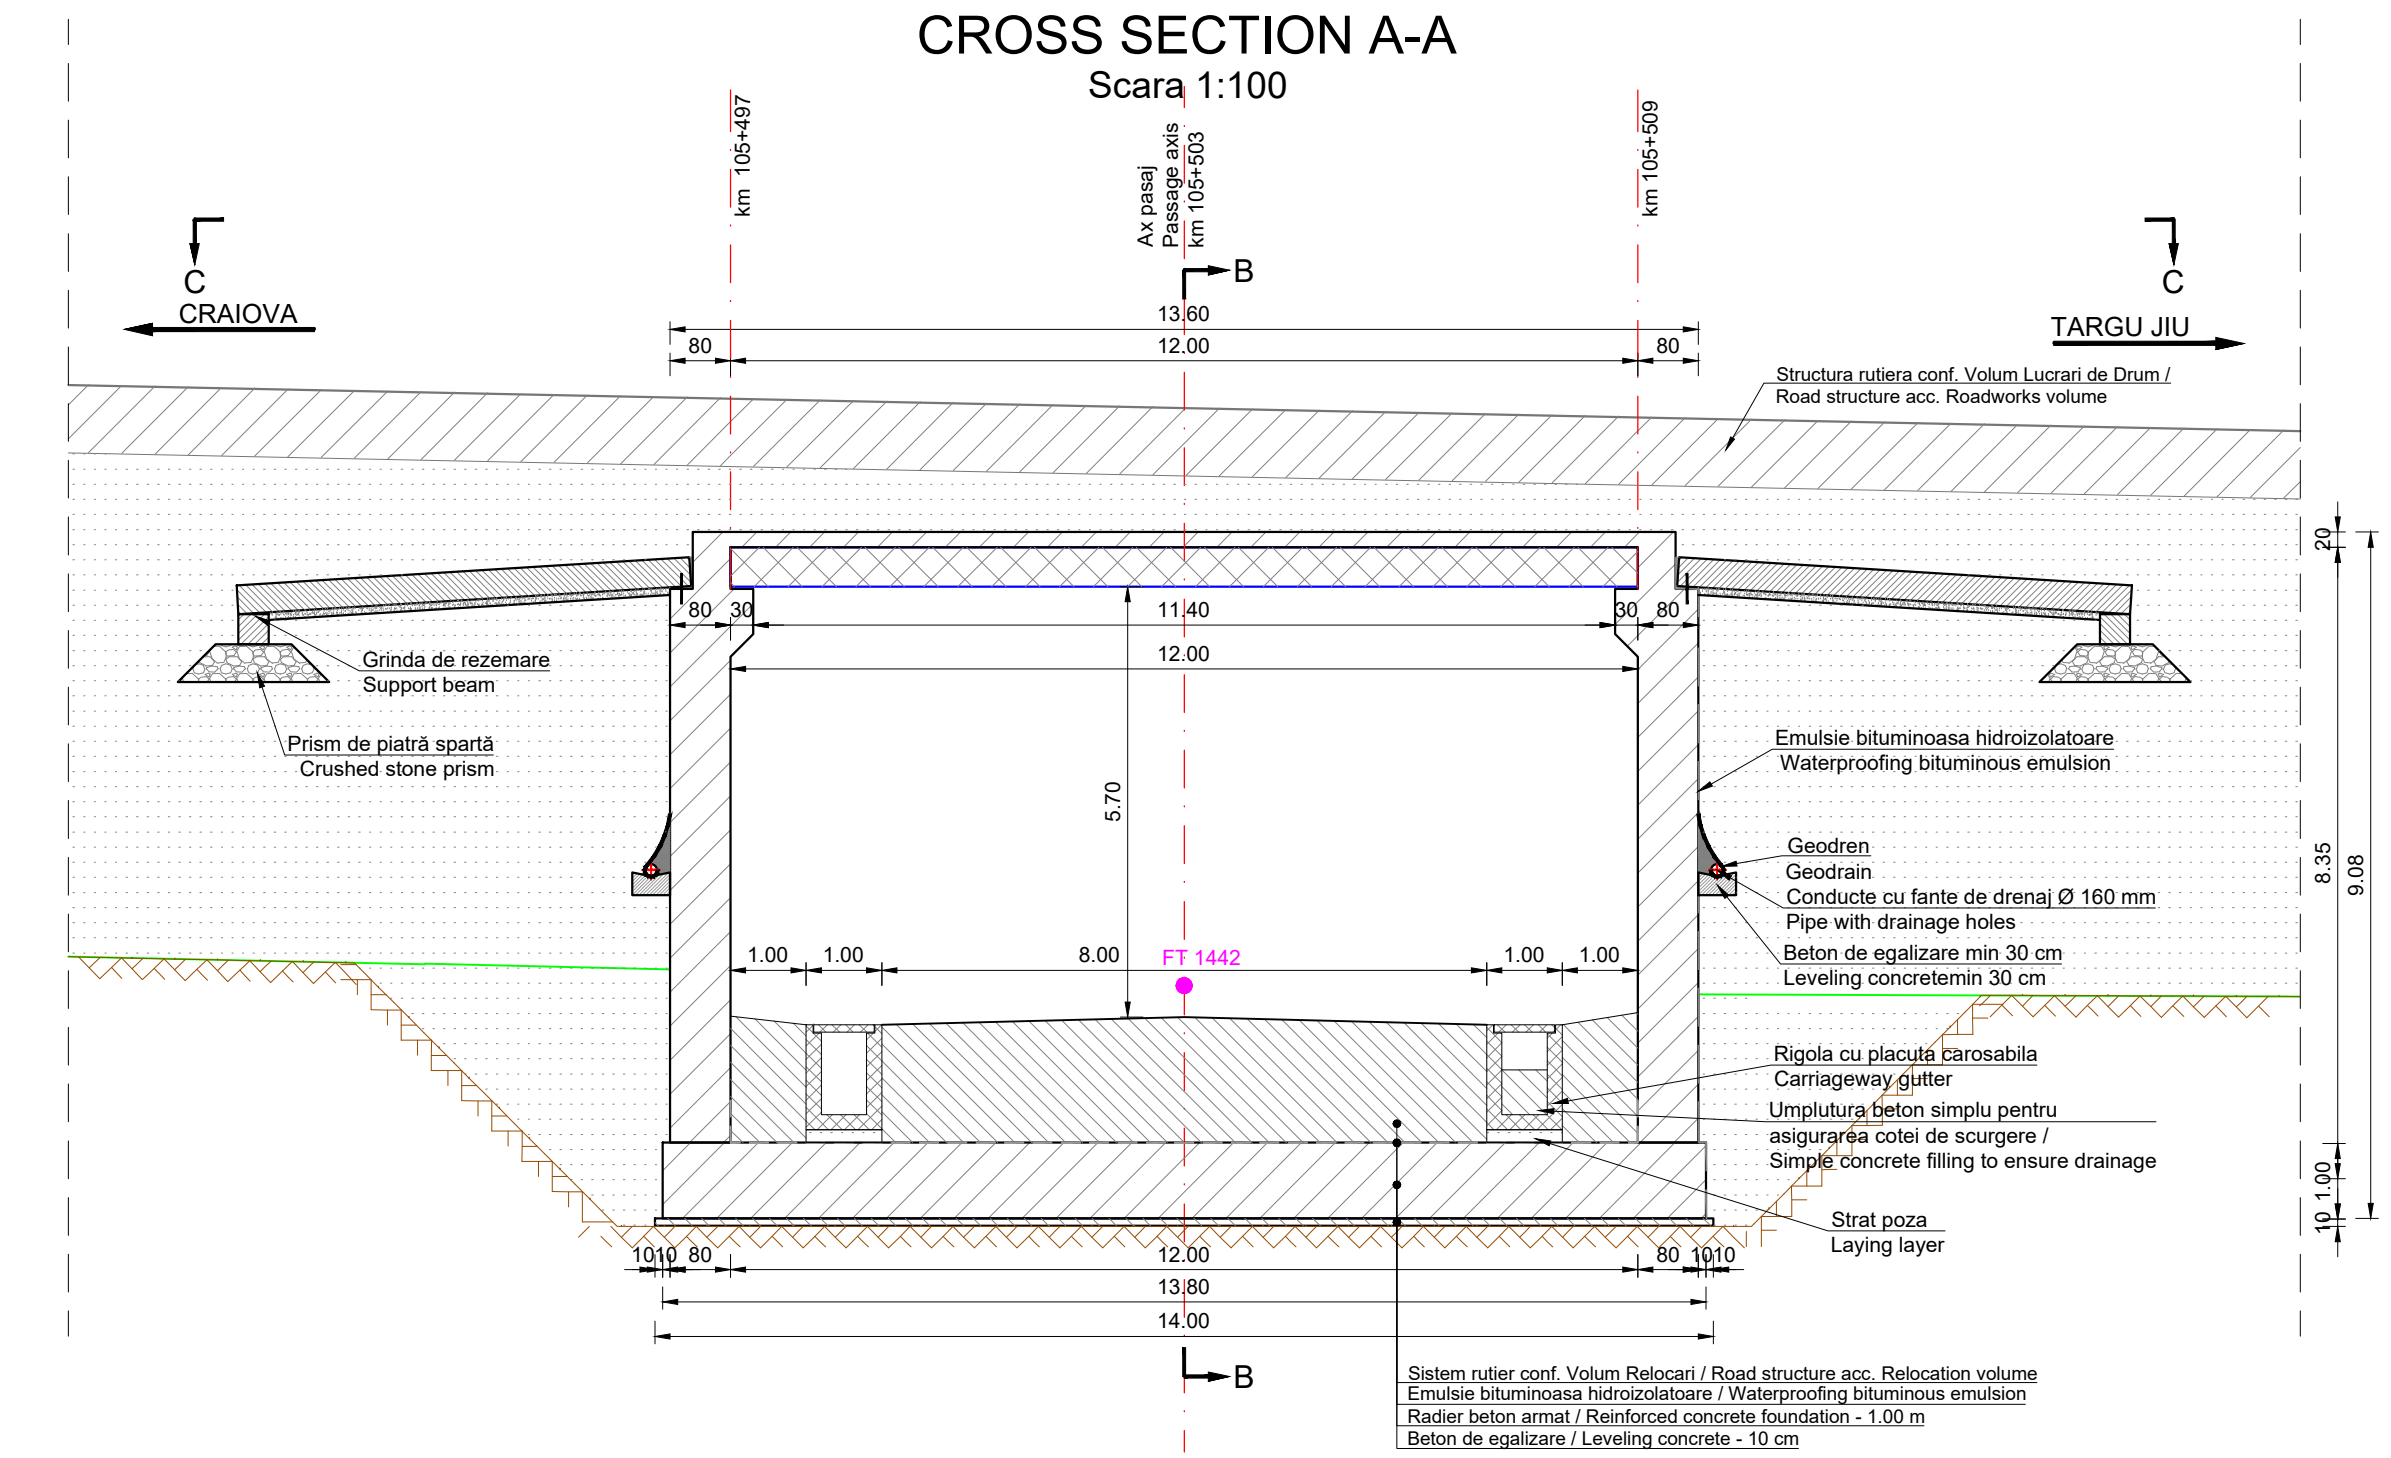 CROSS SECTION A-A
Scara 1:100
km 105+497
Ax pasaj
Passage axis
km 105+503
km 105+509
C
CRAIOVA
B
C
TARGU JIU
13.60
80
12.00
80
Structura rutiera conf. Volum Lucrari de Drum /
Road structure acc. Roadworks volume
20
80
30
11.40
30
80
12.00
Grinda de rezemare
Support beam
Prism de piatră spartă
Crushed stone prism
5.70
Emulsie bituminoasa hidroizolatoare
Waterproofing bituminous emulsion
Geodren
Geodrain
Conducte cu fante de drenaj Ø 160 mm
Pipe with drainage holes
Beton de egalizare min 30 cm
Leveling concretemin 30 cm
8.35
9.08
1.00
1.00
8.00
FT 1442
1.00
1.00
Rigola cu placuta carosabila
Carriageway gutter
Umplutura beton simplu pentru
asigurarea cotei de scurgere /
Simple concrete filling to ensure drainage
Strat poza
Laying layer
1.00
10
10
10
80
12.00
80
10
10
13.80
14.00
B
Sistem rutier conf. Volum Relocari / Road structure acc. Relocation volume
Emulsie bituminoasa hidroizolatoare / Waterproofing bituminous emulsion
Radier beton armat / Reinforced concrete foundation - 1.00 m
Beton de egalizare / Leveling concrete - 10 cm